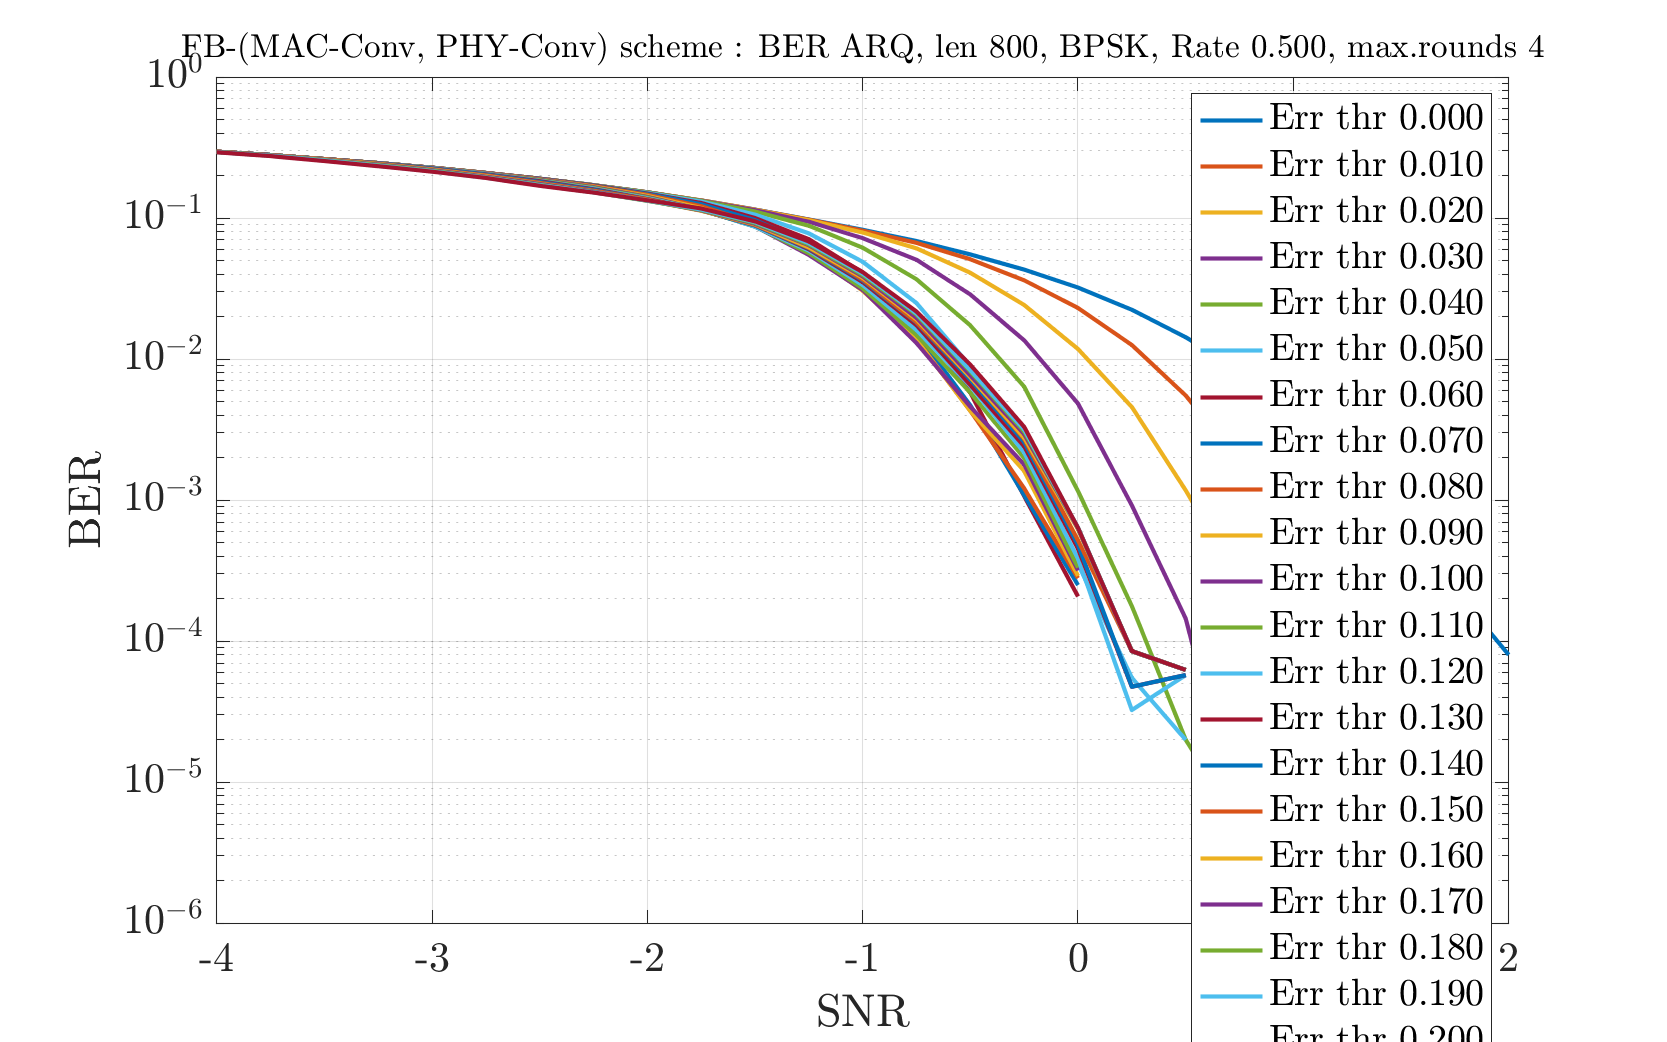 FB-(MAC-Conv, PHY-Conv) scheme : BER ARQ, len 800, BPSK, Rate 0.500, max.rounds 4
10^0
10^-1
10^-2
10^-3
10^-4
10^-5
10^-6
BER
-4
-3
-2
-1
0
2
SNR
Err thr 0.000
Err thr 0.010
Err thr 0.020
Err thr 0.030
Err thr 0.040
Err thr 0.050
Err thr 0.060
Err thr 0.070
Err thr 0.080
Err thr 0.090
Err thr 0.100
Err thr 0.110
Err thr 0.120
Err thr 0.130
Err thr 0.140
Err thr 0.150
Err thr 0.160
Err thr 0.170
Err thr 0.180
Err thr 0.190
Err thr 0.200